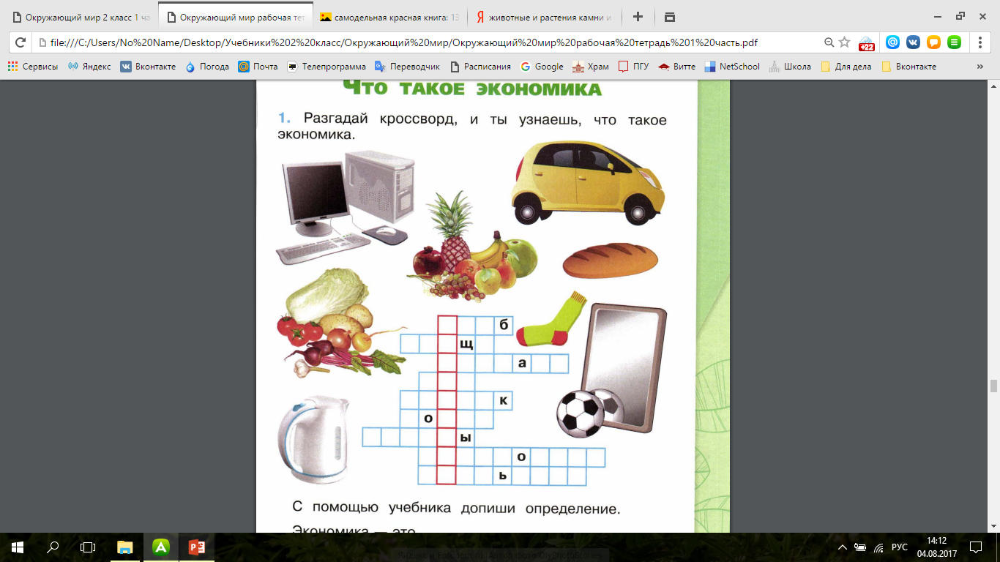 Окружающий мир 2 класс 1 ча
Окружающий мир рабочая тет
самодельная красная книга: 13
животные и растения камни и
file:///C:/Users/No%20Name/Desktop/Учебники%202%20класс/Окружающий%20мир/Окружающий%20мир%20рабочая%20тетрадь%201%20часть.pdf
+22
Сервисы
Яндекс
Вконтакте
Погода
Почта
Телепрограмма
Переводчик
Расписания
Google
Храм
ПГУ
Витте
NetSchool
Школа
Для дела
Вконтакте
»
Что такое экономика
1. Разгадай кроссворд, и ты узнаешь, что такое
экономика.
б
щ
а
к
о
ы
о
ь
С помощью учебника допиши определение.
Экономика — это
РУС
14:12
04.08.2017